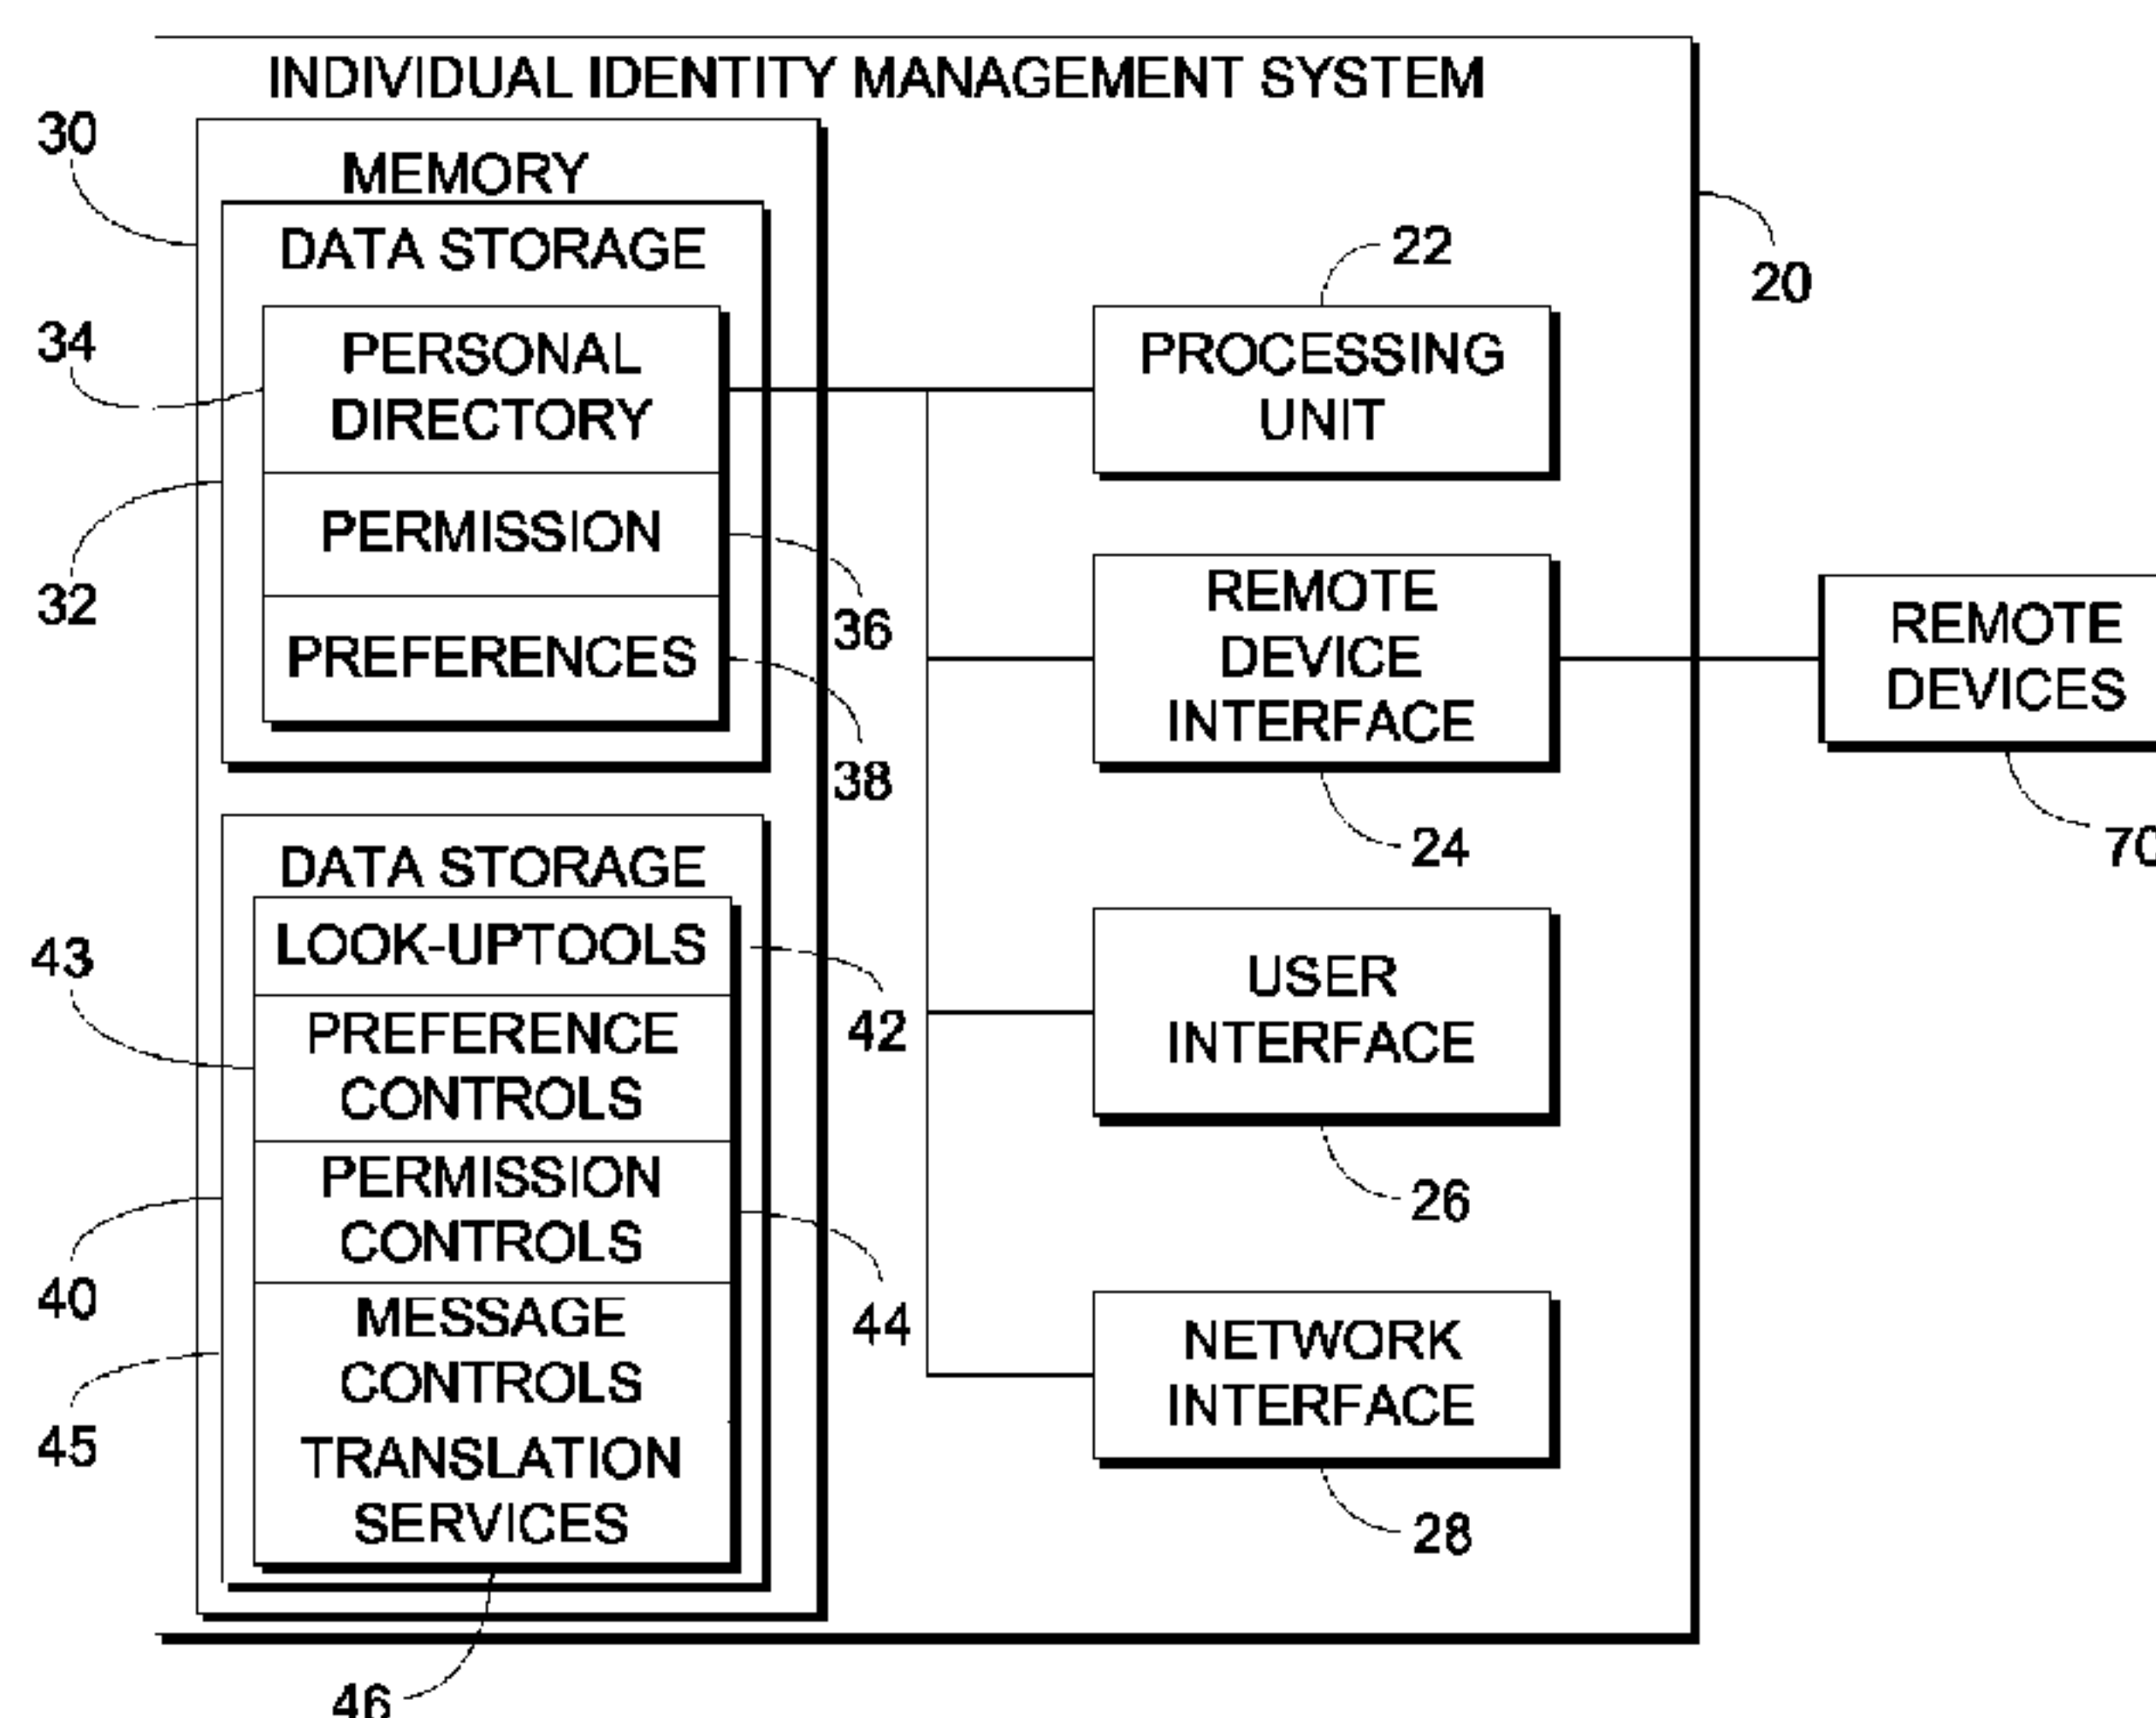 INDIVIDUAL IDENTITY MANAGEMENT SYSTEM
30
MEMORY
DATA STORAGE
34
PERSONAL
DIRECTORY
32
PERMISSION
36
PREFERENCES
38
DATA STORAGE
LOOK-UPTOOLS
42
43
PREFERENCE
CONTROLS
PERMISSION
CONTROLS
40
44
MESSAGE
CONTROLS
45
TRANSLATION
SERVICES
46
22
PROCESSING
UNIT
20
REMOTE
DEVICE
INTERFACE
24
REMOTE
DEVICES
70
USER
INTERFACE
26
NETWORK
INTERFACE
28